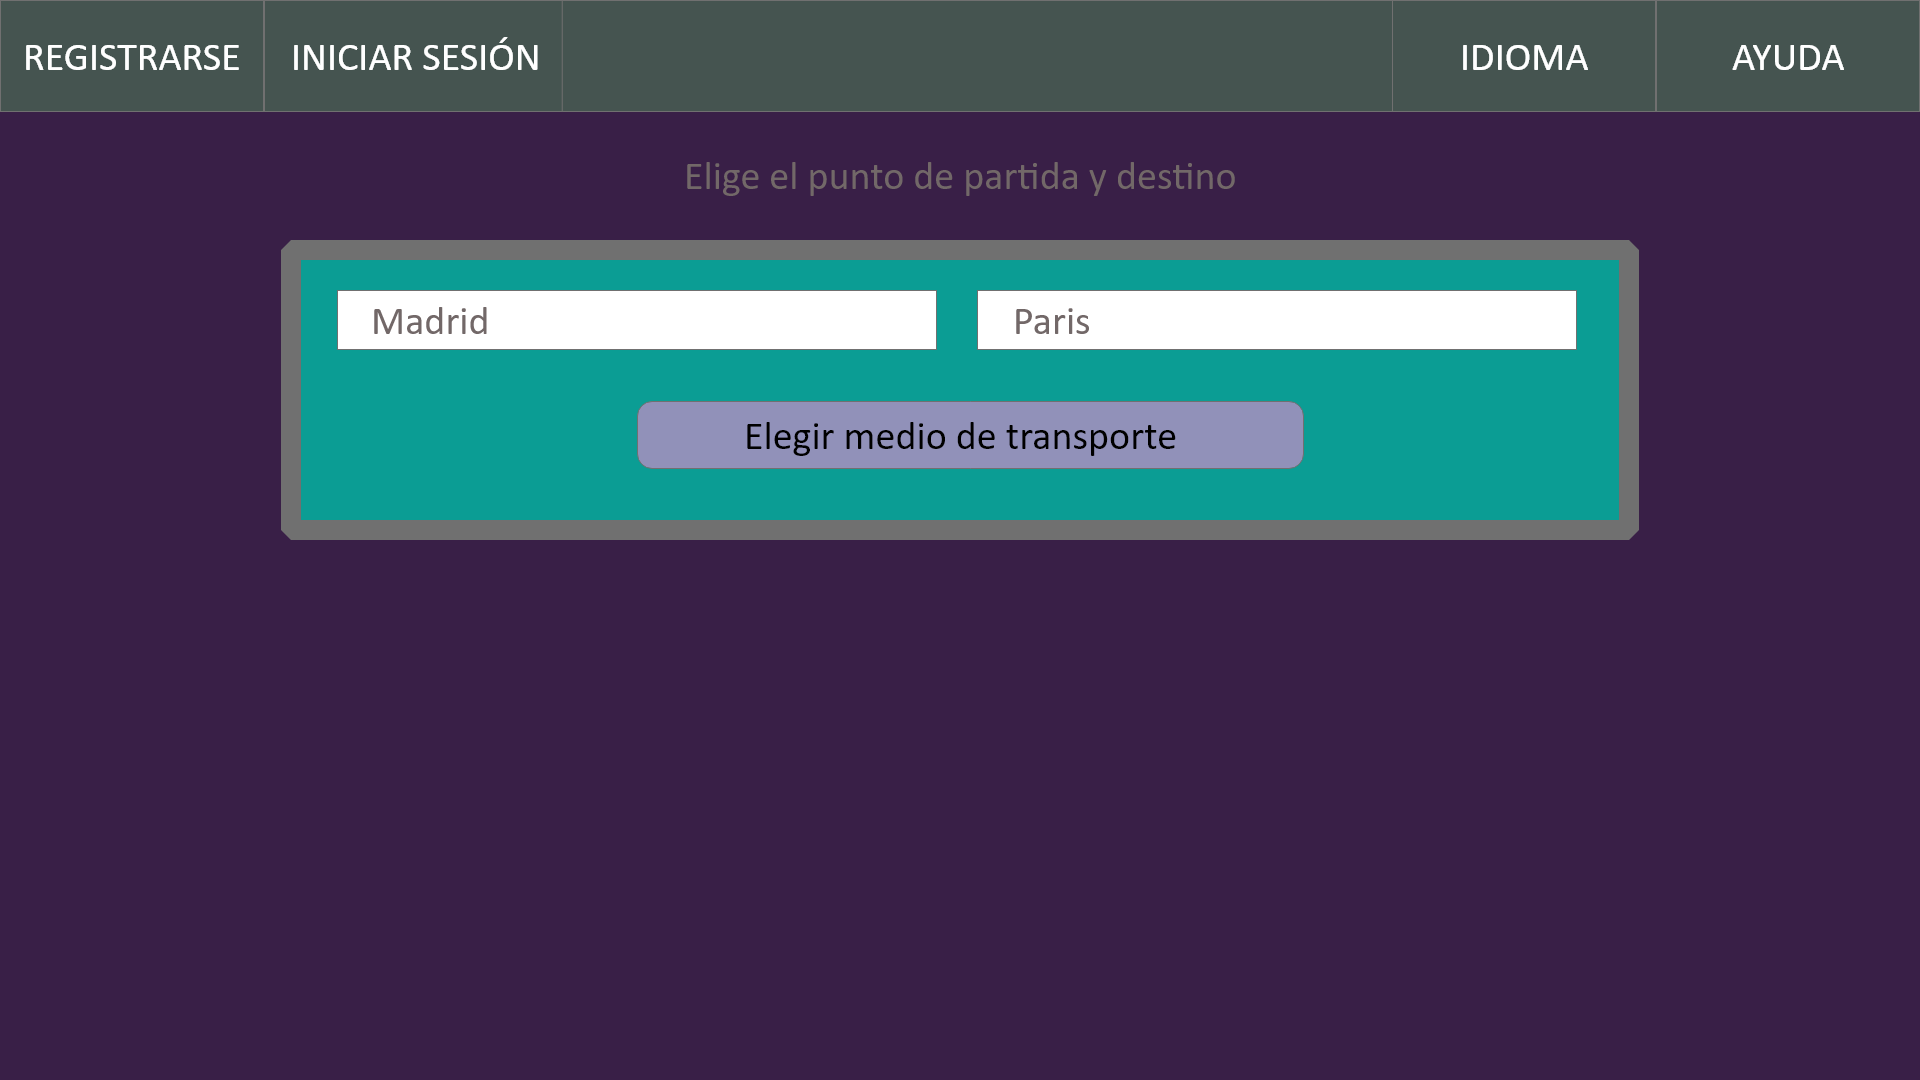 REGISTRARSE INICIAR SESIÓN IDIOMA AYUDA
Elige el punto de partida y destino
Madrid Paris
Elegir medio de transporte